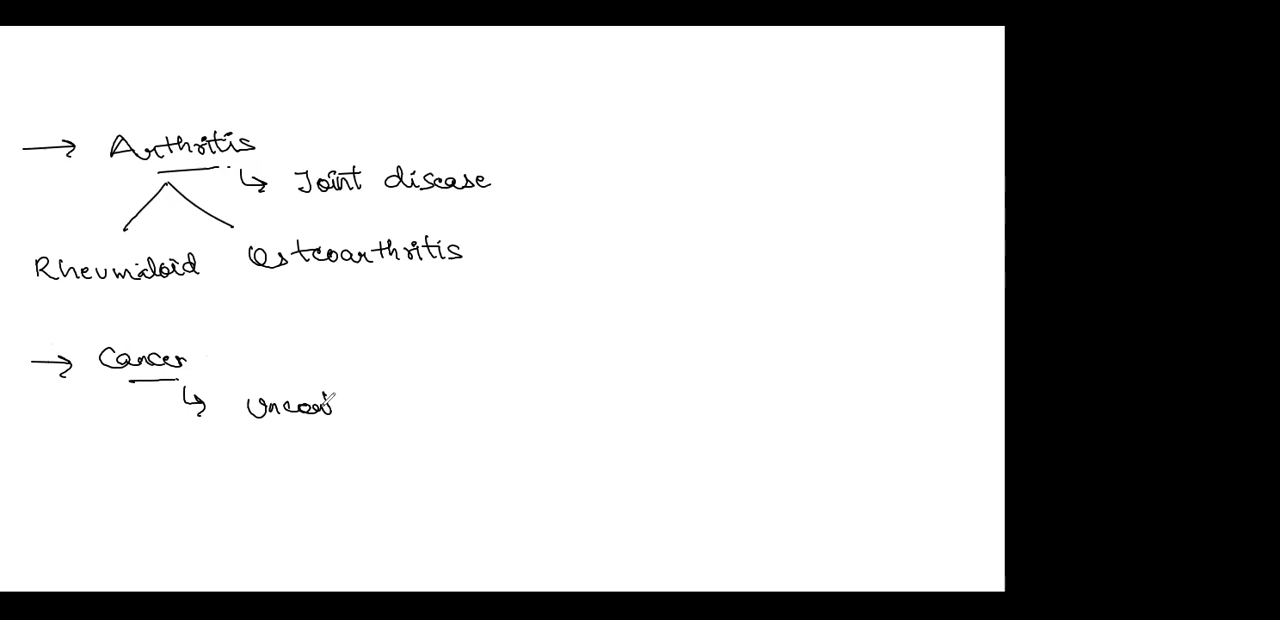 → Arthritis
↳ Joint disease
Rheumatoid Osteoarthritis
→ Cancer
↳